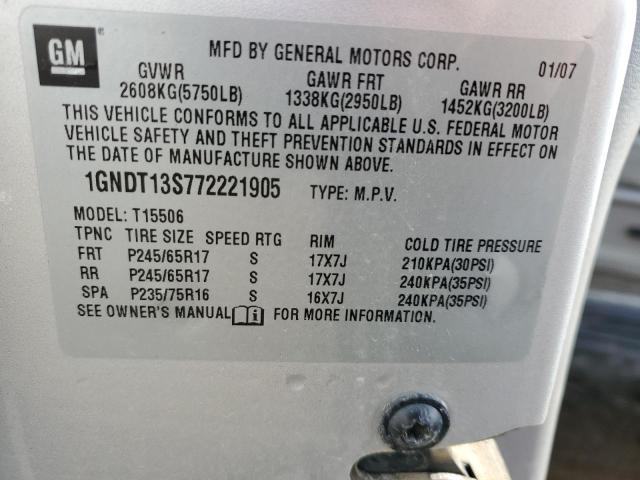 GM
MFD BY GENERAL MOTORS CORP. 01/07
GVWR GAWR FRT GAWR RR
2608KG(5750LB) 1338KG(2950LB) 1452KG(3200LB)
THIS VEHICLE CONFORMS TO ALL APPLICABLE U.S. FEDERAL MOTOR
VEHICLE SAFETY AND THEFT PREVENTION STANDARDS IN EFFECT ON
THE DATE OF MANUFACTURE SHOWN ABOVE.
1GNDT13S772221905 TYPE: M.P.V.
MODEL: T15506
TPNC TIRE SIZE SPEED RTG RIM COLD TIRE PRESSURE
FRT P245/65R17 S 17X7J 210KPA(30PSI)
RR P245/65R17 S 17X7J 240KPA(35PSI)
SPA P235/75R16 S 16X7J 240KPA(35PSI)
SEE OWNER'S MANUAL FOR MORE INFORMATION.